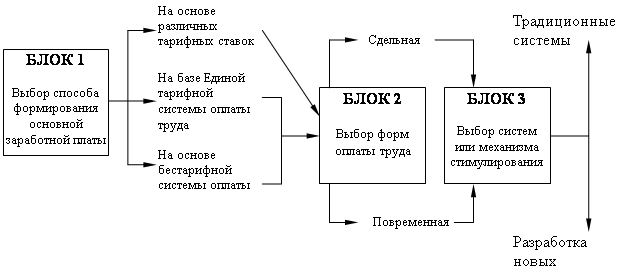 БЛОК 1
Выбор способа
формирования
основной
заработной платы
На основе
различных
тарифных ставок
На базе Единой
тарифной
системы оплаты
труда
На основе
бестарифной
системы оплаты
Сдельная
БЛОК 2
Выбор форм
оплаты труда
Повременная
БЛОК 3
Выбор систем
или механизма
стимулирования
Традиционные
системы
Разработка
новых